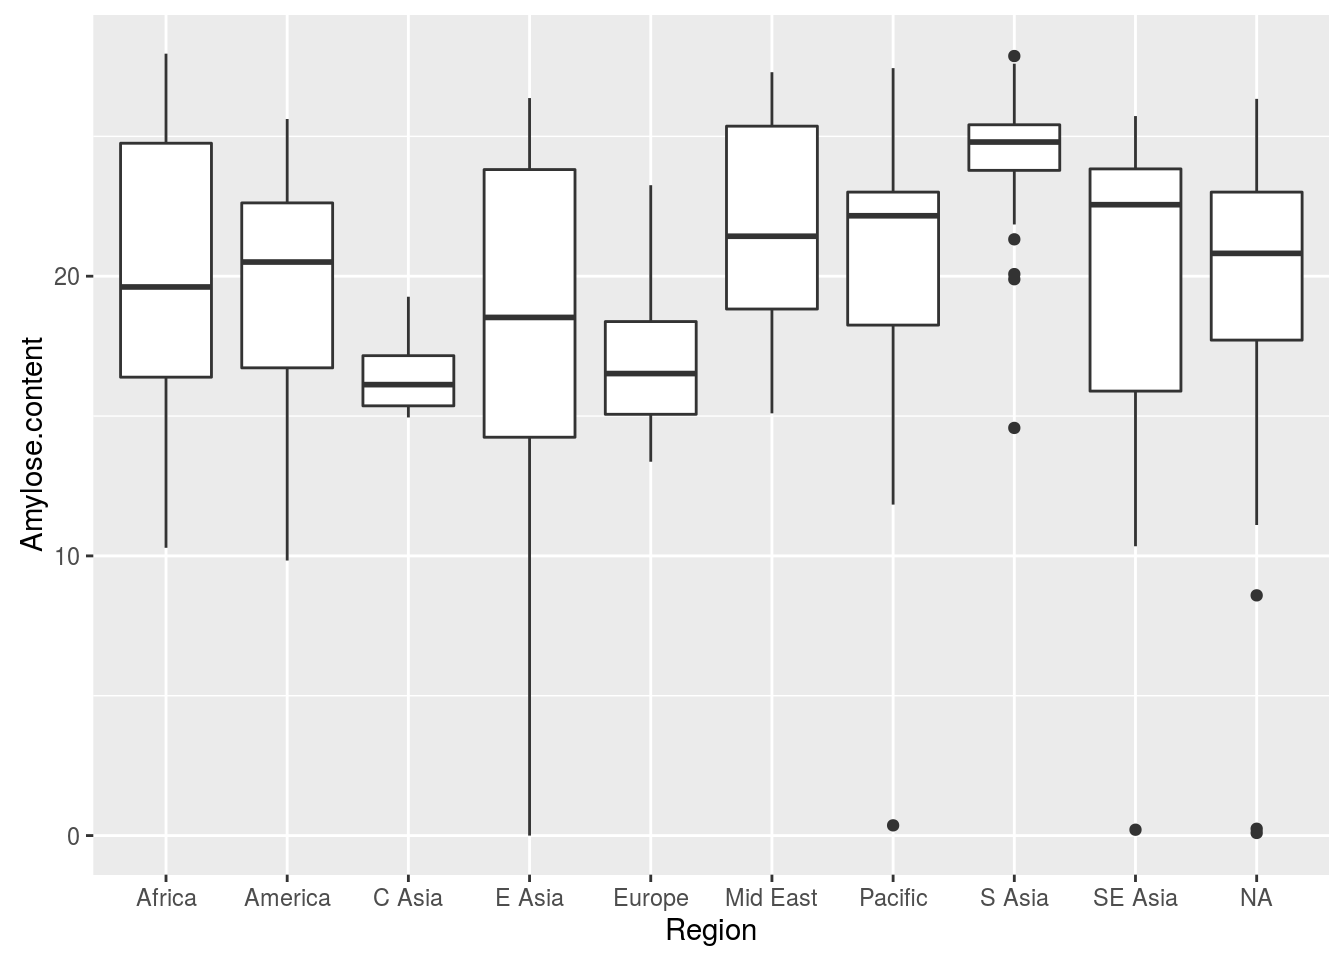 Amylose.content
20
10
0
Africa America C Asia E Asia Europe Mid East Pacific S Asia SE Asia NA
Region